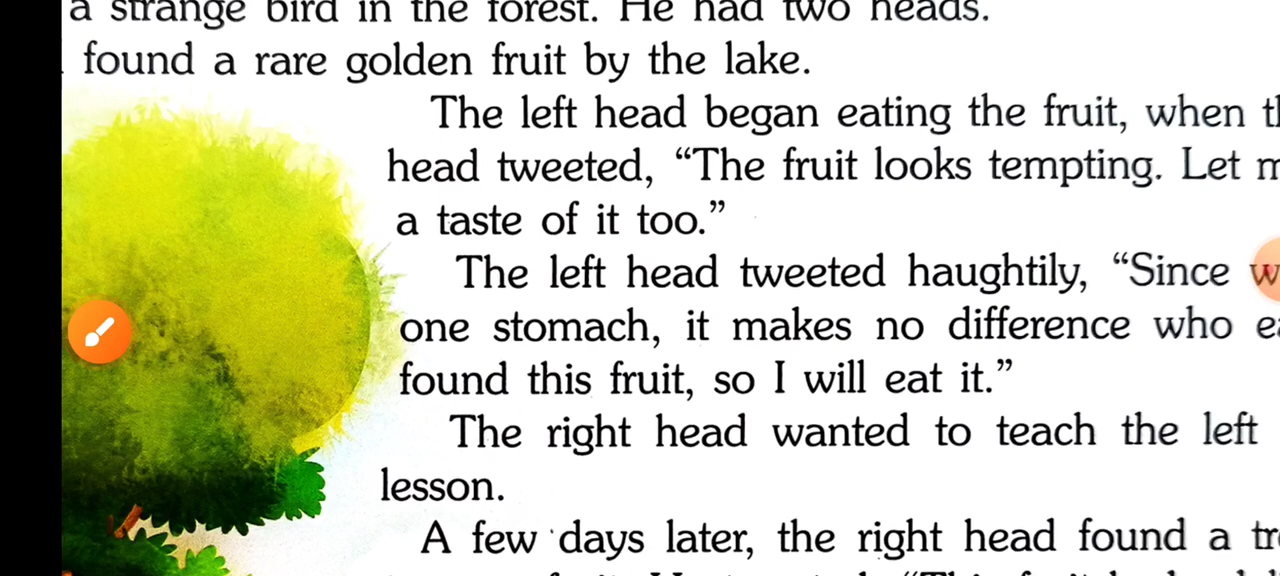 a strange bird in the forest. He had two heads.
found a rare golden fruit by the lake.
The left head began eating the fruit, when
head tweeted, “The fruit looks tempting. Let
a taste of it too.”
The left head tweeted haughtily, “Since
one stomach, it makes no difference who
found this fruit, so I will eat it.”
The right head wanted to teach the left
lesson.
A few days later, the right head found a